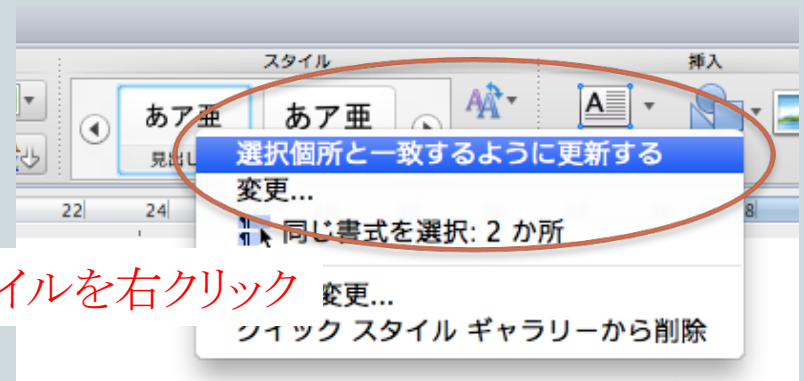 スタイル
挿入
あア亜
あア亜
A
選択個所と一致するように更新する
変更...
22
24
8
同じ書式を選択: 2 か所
イルを右クリック
変更...
クイック スタイル ギャラリーから削除